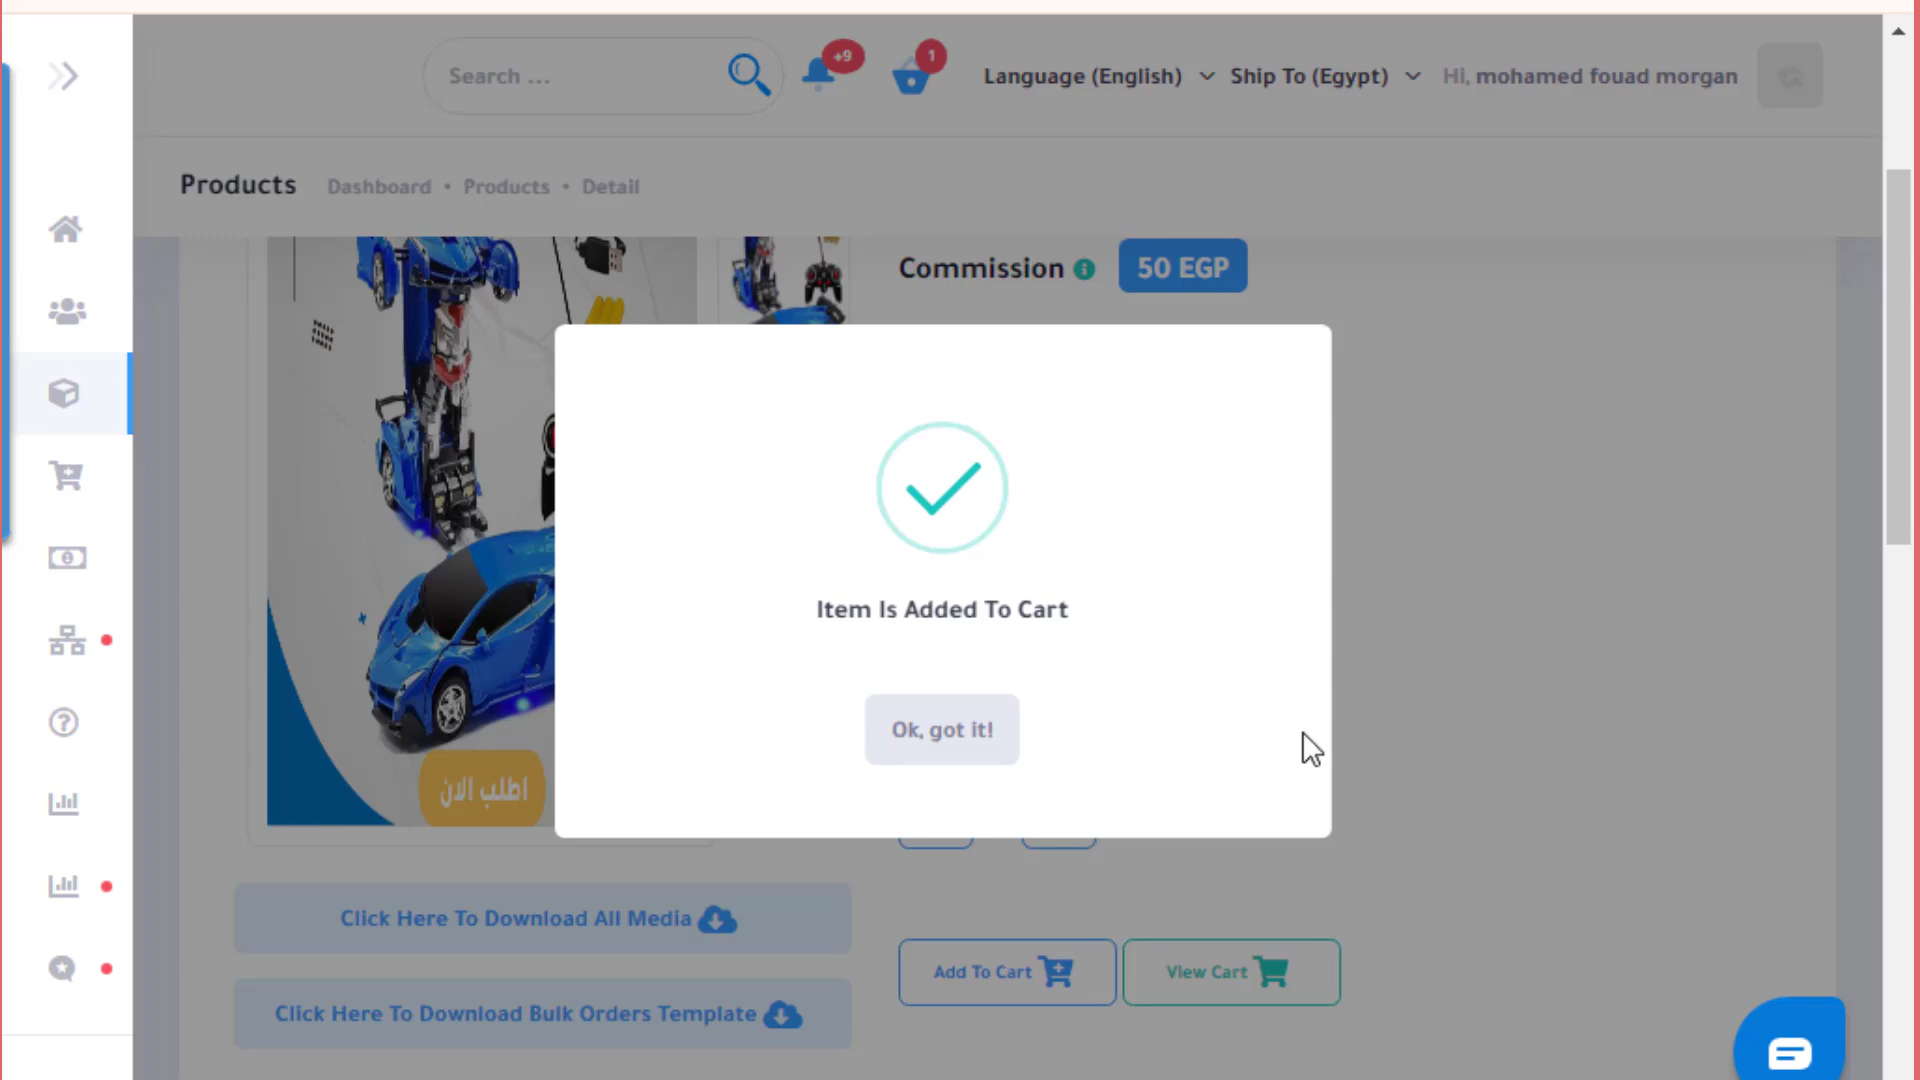 Search ...
+9
1
Language (English)
Ship To (Egypt)
Hi, mohamed fouad morgan
Products
Dashboard • Products • Detail
Commission
50 EGP
Item Is Added To Cart
Ok, got it!
اطلب الان
Click Here To Download All Media
Add To Cart
View Cart
Click Here To Download Bulk Orders Template